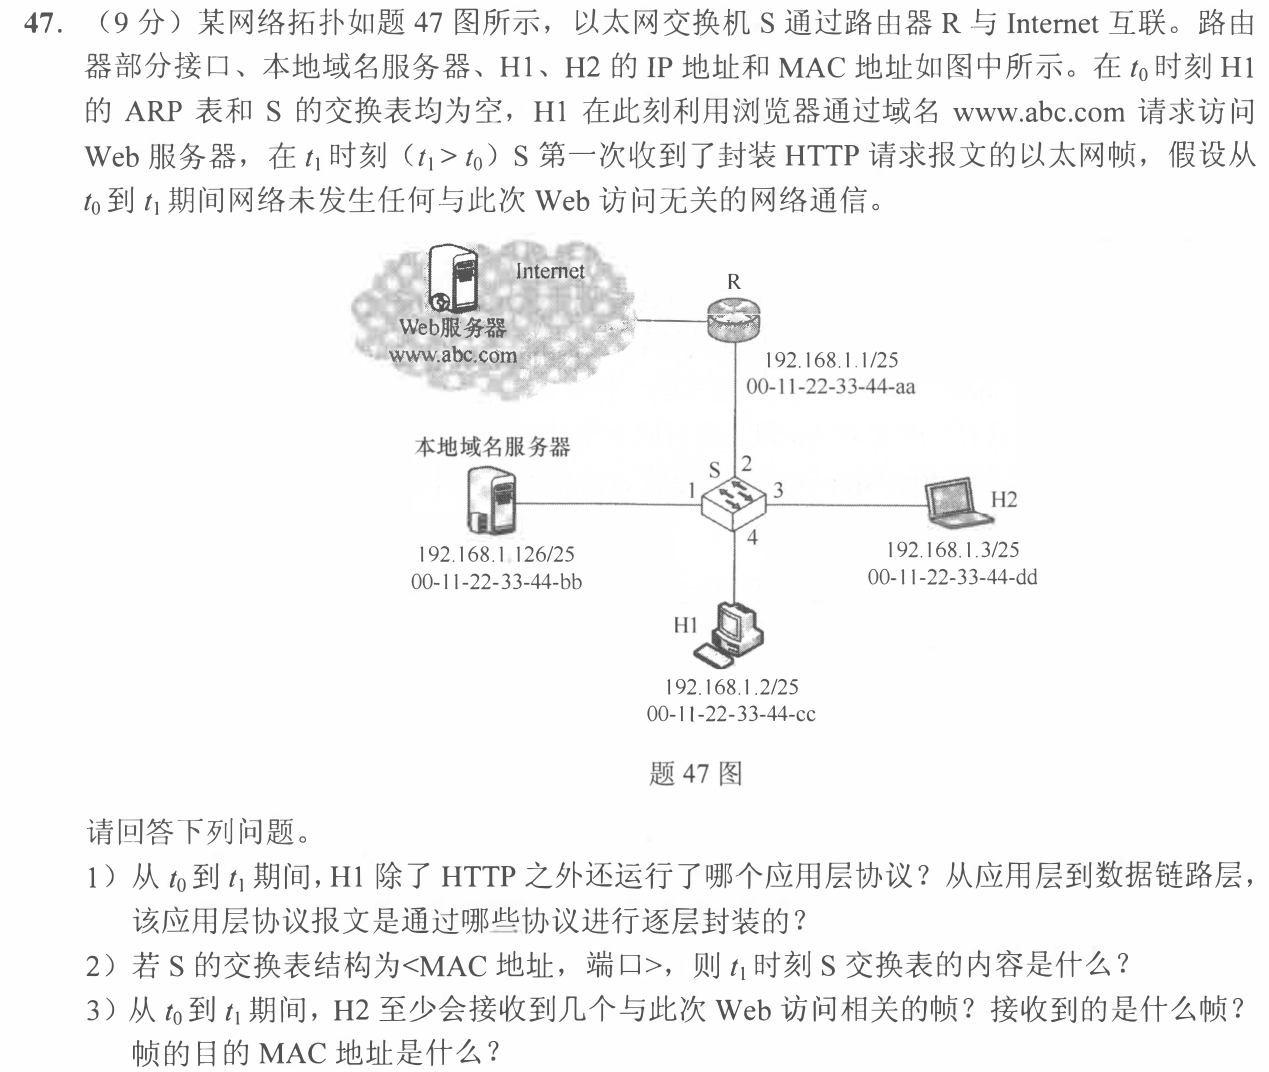 47. （9 分）某网络拓扑如题 47 图所示，以太网交换机 S 通过路由器 R 与 Internet 互联。路由
器部分接口、本地域名服务器、H1、H2 的 IP 地址和 MAC 地址如图中所示。在 t0 时刻 H1
的 ARP 表和 S 的交换表均为空，H1 在此刻利用浏览器通过域名 www.abc.com 请求访问
Web 服务器，在 t1 时刻（t1 > t0）S 第一次收到了封装 HTTP 请求报文的以太网帧，假设从
t0 到 t1 期间网络未发生任何与此次 Web 访问无关的网络通信。
Internet
Web服务器
www.abc.com
R
192.168.1.1/25
00-11-22-33-44-aa
本地域名服务器
192.168.1.126/25
00-11-22-33-44-bb
S
1
2
3
4
H2
192.168.1.3/25
00-11-22-33-44-dd
H1
192.168.1.2/25
00-11-22-33-44-cc
题 47 图
请回答下列问题。
1）从 t0 到 t1 期间，H1 除了 HTTP 之外还运行了哪个应用层协议？从应用层到数据链路层，
该应用层协议报文是通过哪些协议进行逐层封装的？
2）若 S 的交换表结构为<MAC 地址，端口>，则 t1 时刻 S 交换表的内容是什么？
3）从 t0 到 t1 期间，H2 至少会接收到几个与此次 Web 访问相关的帧？接收到的是什么帧？
帧的目的 MAC 地址是什么？